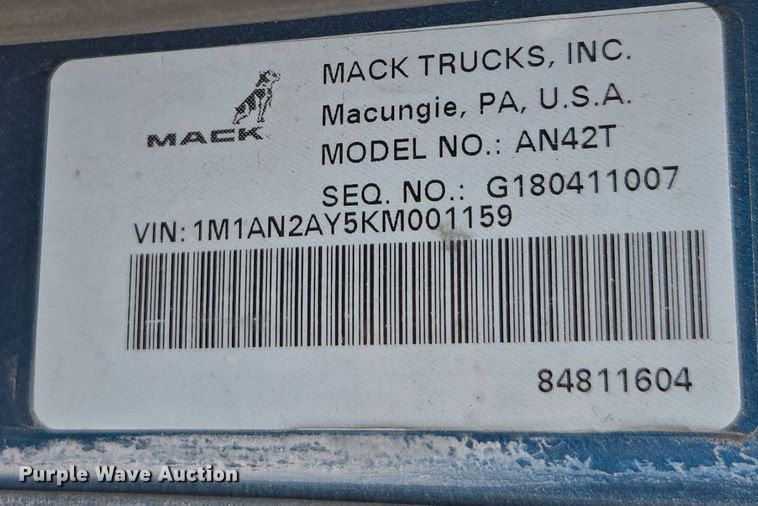 MACK TRUCKS, INC.
MACK
Macungie, PA, U.S.A.
MODEL NO.: AN42T
SEQ. NO.: G180411007
VIN: 1M1AN2AY5KM001159
84811604
Purple Wave Auction